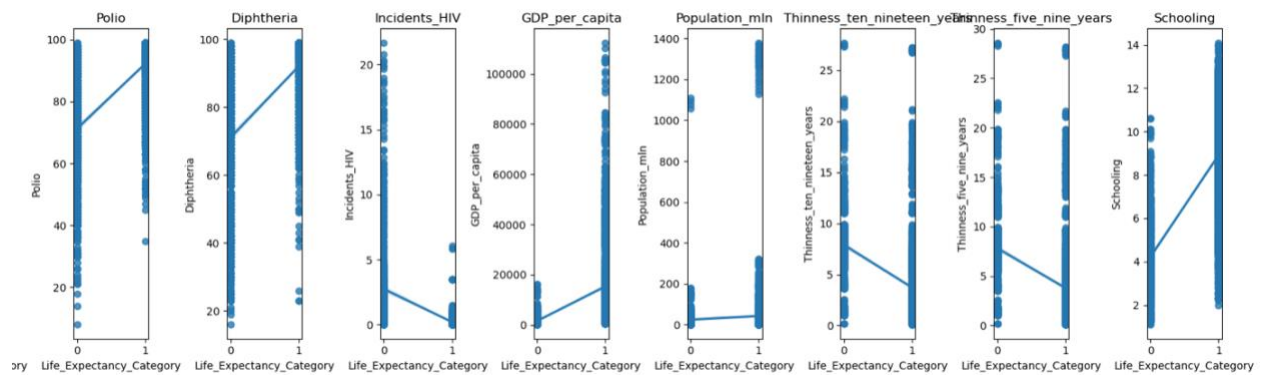 Polio
Diphtheria
Incidents_HIV
GDP_per_capita
Population_mln
Thinness_ten_nineteen_years
Thinness_five_nine_years
Schooling
Polio
100
80
60
40
20
0
1
Diphtheria
100
80
60
40
20
0
1
Incidents_HIV
20
15
10
5
0
0
1
GDP_per_capita
100000
80000
60000
40000
20000
0
0
1
Population_mln
1400
1200
1000
800
600
400
200
0
0
1
Thinness_ten_nineteen_years
25
20
15
10
5
0
0
1
Thinness_five_nine_years
30
25
20
15
10
5
0
0
1
Schooling
14
12
10
8
6
4
2
0
1
ory
Life_Expectancy_Category
Life_Expectancy_Category
Life_Expectancy_Category
Life_Expectancy_Category
Life_Expectancy_Category
Life_Expectancy_Category
Life_Expectancy_Category
Life_Expectancy_Category